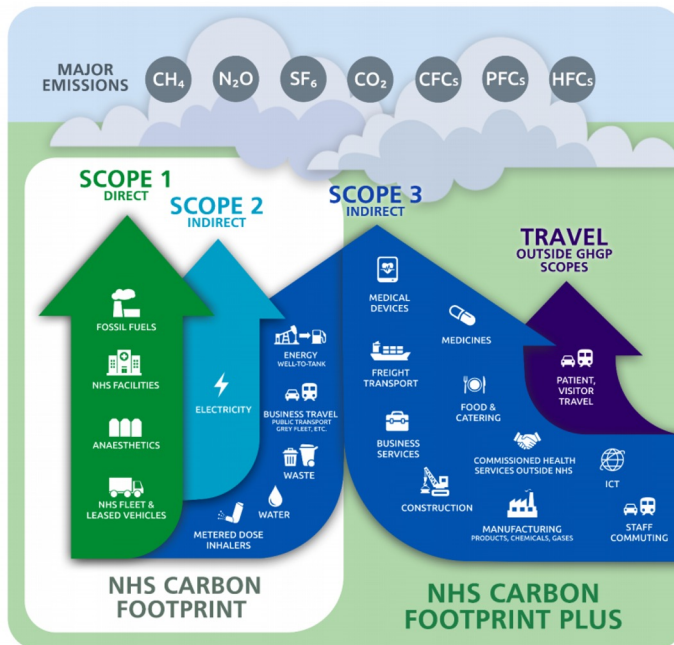 MAJOR
EMISSIONS
CH₄
N₂O
SF₆
CO₂
CFCs
PFCs
HFCs
SCOPE 1
DIRECT
SCOPE 2
INDIRECT
SCOPE 3
INDIRECT
TRAVEL
OUTSIDE GHGP
SCOPES
FOSSIL FUELS
NHS FACILITIES
ANAESTHETICS
NHS FLEET &
LEASED VEHICLES
ELECTRICITY
ENERGY
WELL-TO-TANK
BUSINESS TRAVEL
PUBLIC TRANSPORT
GREY FLEET, ETC.
WASTE
WATER
METERED DOSE
INHALERS
MEDICAL
DEVICES
MEDICINES
FREIGHT
TRANSPORT
FOOD &
CATERING
BUSINESS
SERVICES
COMMISSIONED HEALTH
SERVICES OUTSIDE NHS
CONSTRUCTION
MANUFACTURING
PRODUCTS, CHEMICALS, GASES
ICT
STAFF
COMMUTING
PATIENT,
VISITOR
TRAVEL
NHS CARBON
FOOTPRINT
NHS CARBON
FOOTPRINT PLUS